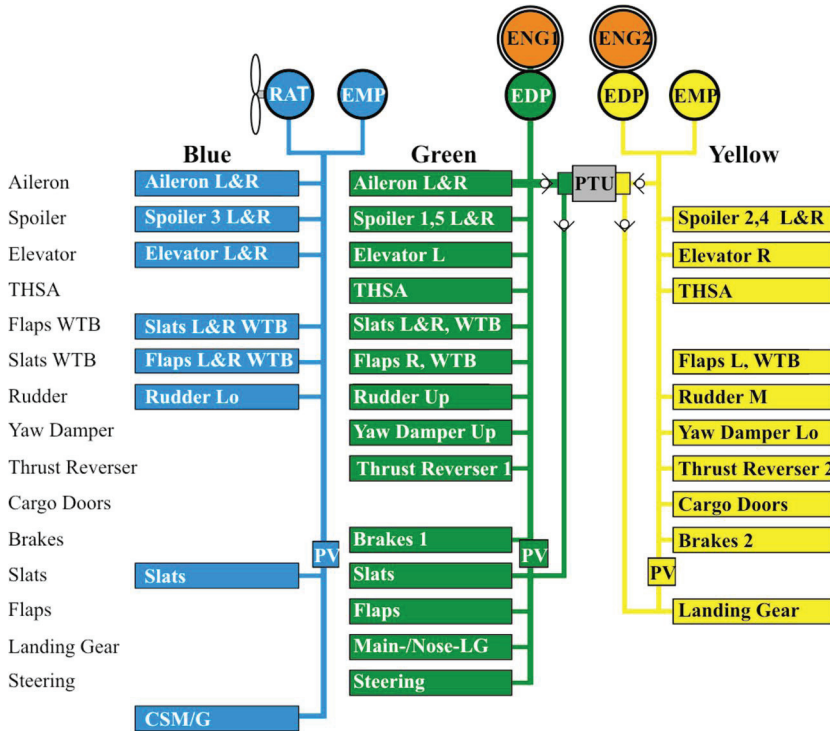 ENG1 ENG2
RAT EMP EDP EDP EMP
Blue Green Yellow
Aileron Aileron L&R Aileron L&R PTU
Spoiler Spoiler 3 L&R Spoiler 1,5 L&R Spoiler 2,4 L&R
Elevator Elevator L&R Elevator L Elevator R
THSA THSA THSA
Flaps WTB Slats L&R WTB Slats L&R, WTB
Slats WTB Flaps L&R WTB Flaps R, WTB Flaps L, WTB
Rudder Rudder Lo Rudder Up Rudder M
Yaw Damper Yaw Damper Up Yaw Damper Lo
Thrust Reverser Thrust Reverser 1 Thrust Reverser 2
Cargo Doors Cargo Doors
Brakes Brakes 1 Brakes 2
PV PV PV
Slats Slats Slats
Flaps Flaps Landing Gear
Landing Gear Main-/Nose-LG
Steering Steering
CSM/G